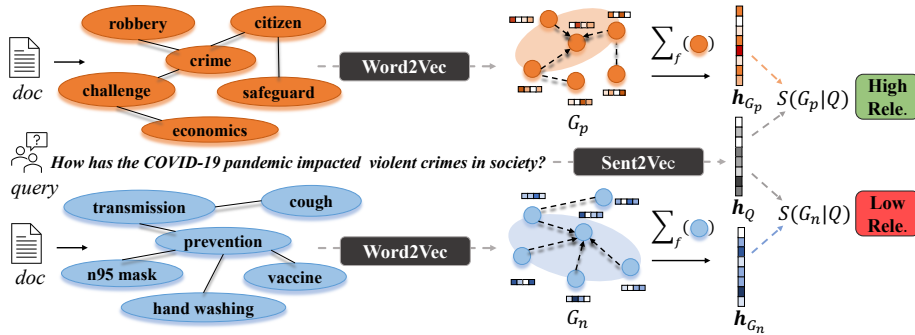 robbery
citizen
crime
challenge
safeguard
economics
doc
Word2Vec
G_p
∑_f(●)
h_{G_p}
S(G_p|Q)
High
Rele.
query
How has the COVID-19 pandemic impacted violent crimes in society?
Sent2Vec
h_Q
transmission
cough
prevention
n95 mask
vaccine
hand washing
doc
Word2Vec
G_n
∑_f(●)
h_{G_n}
S(G_n|Q)
Low
Rele.